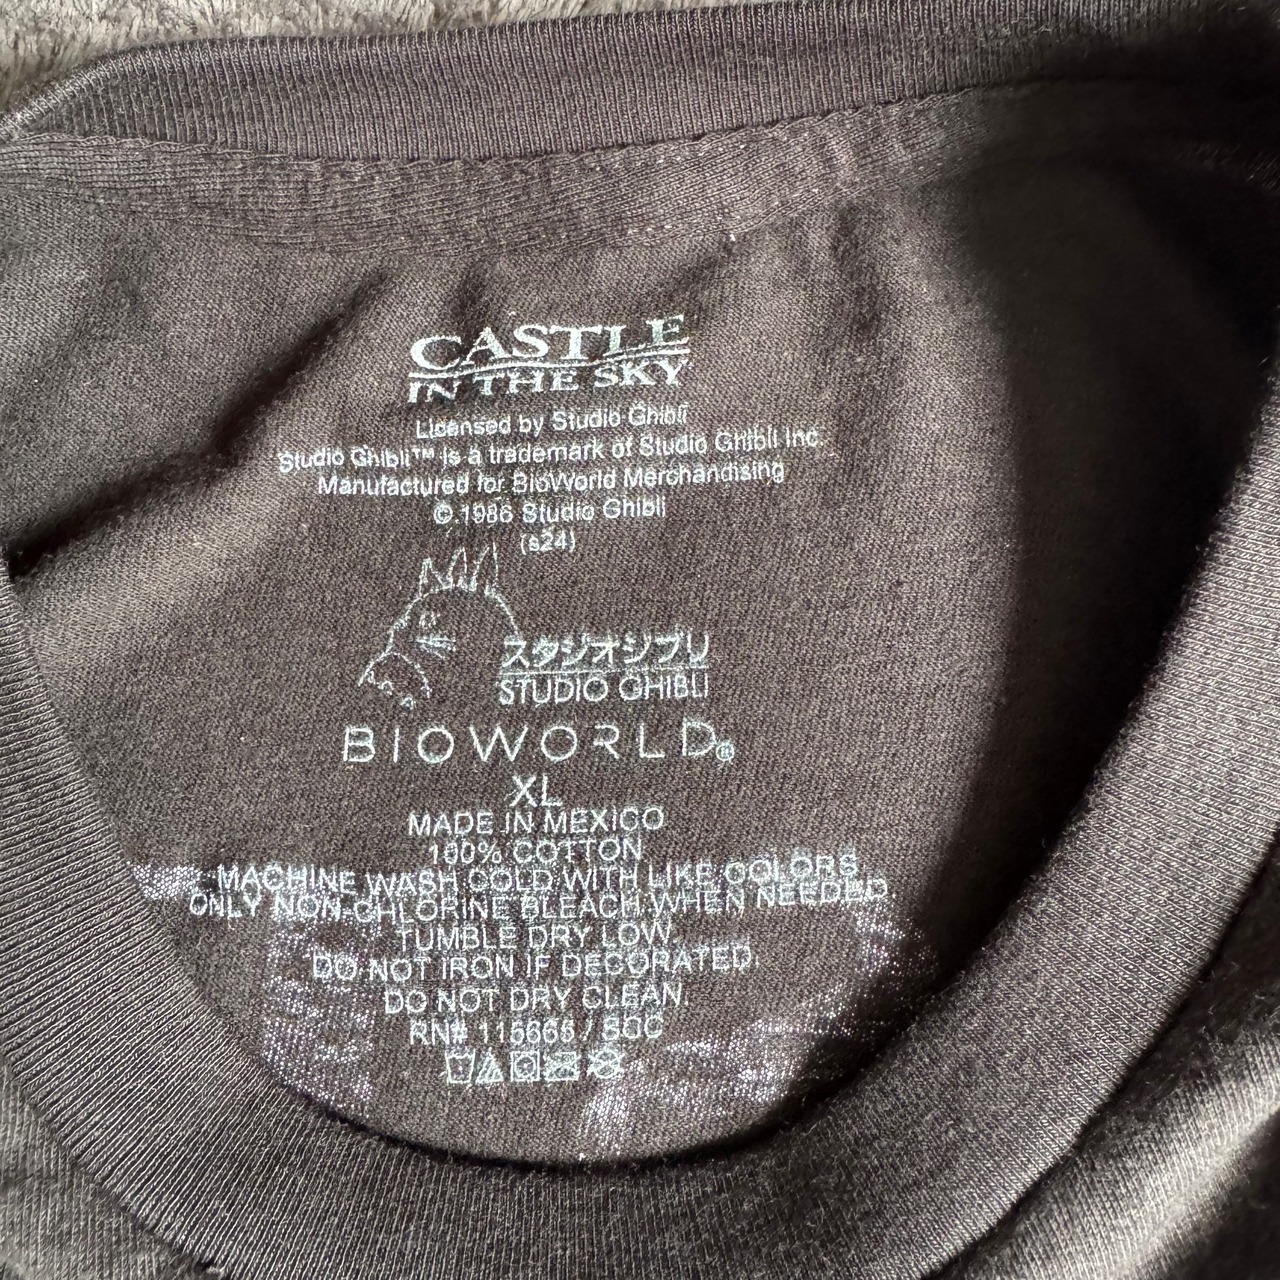 CASTLE
IN THE SKY
Licensed by Studio Ghibli
Studio Ghibli™ is a trademark of Studio Ghibli Inc.
Manufactured for BioWorld Merchandising
© 1986 Studio Ghibli
(s24)
スタジオジブリ
STUDIO GHIBLI
BIOWORLD®
XL
MADE IN MEXICO
100% COTTON
MACHINE WASH COLD WITH LIKE COLORS
ONLY NON-CHLORINE BLEACH WHEN NEEDED.
TUMBLE DRY LOW.
DO NOT IRON IF DECORATED.
DO NOT DRY CLEAN.
RN#